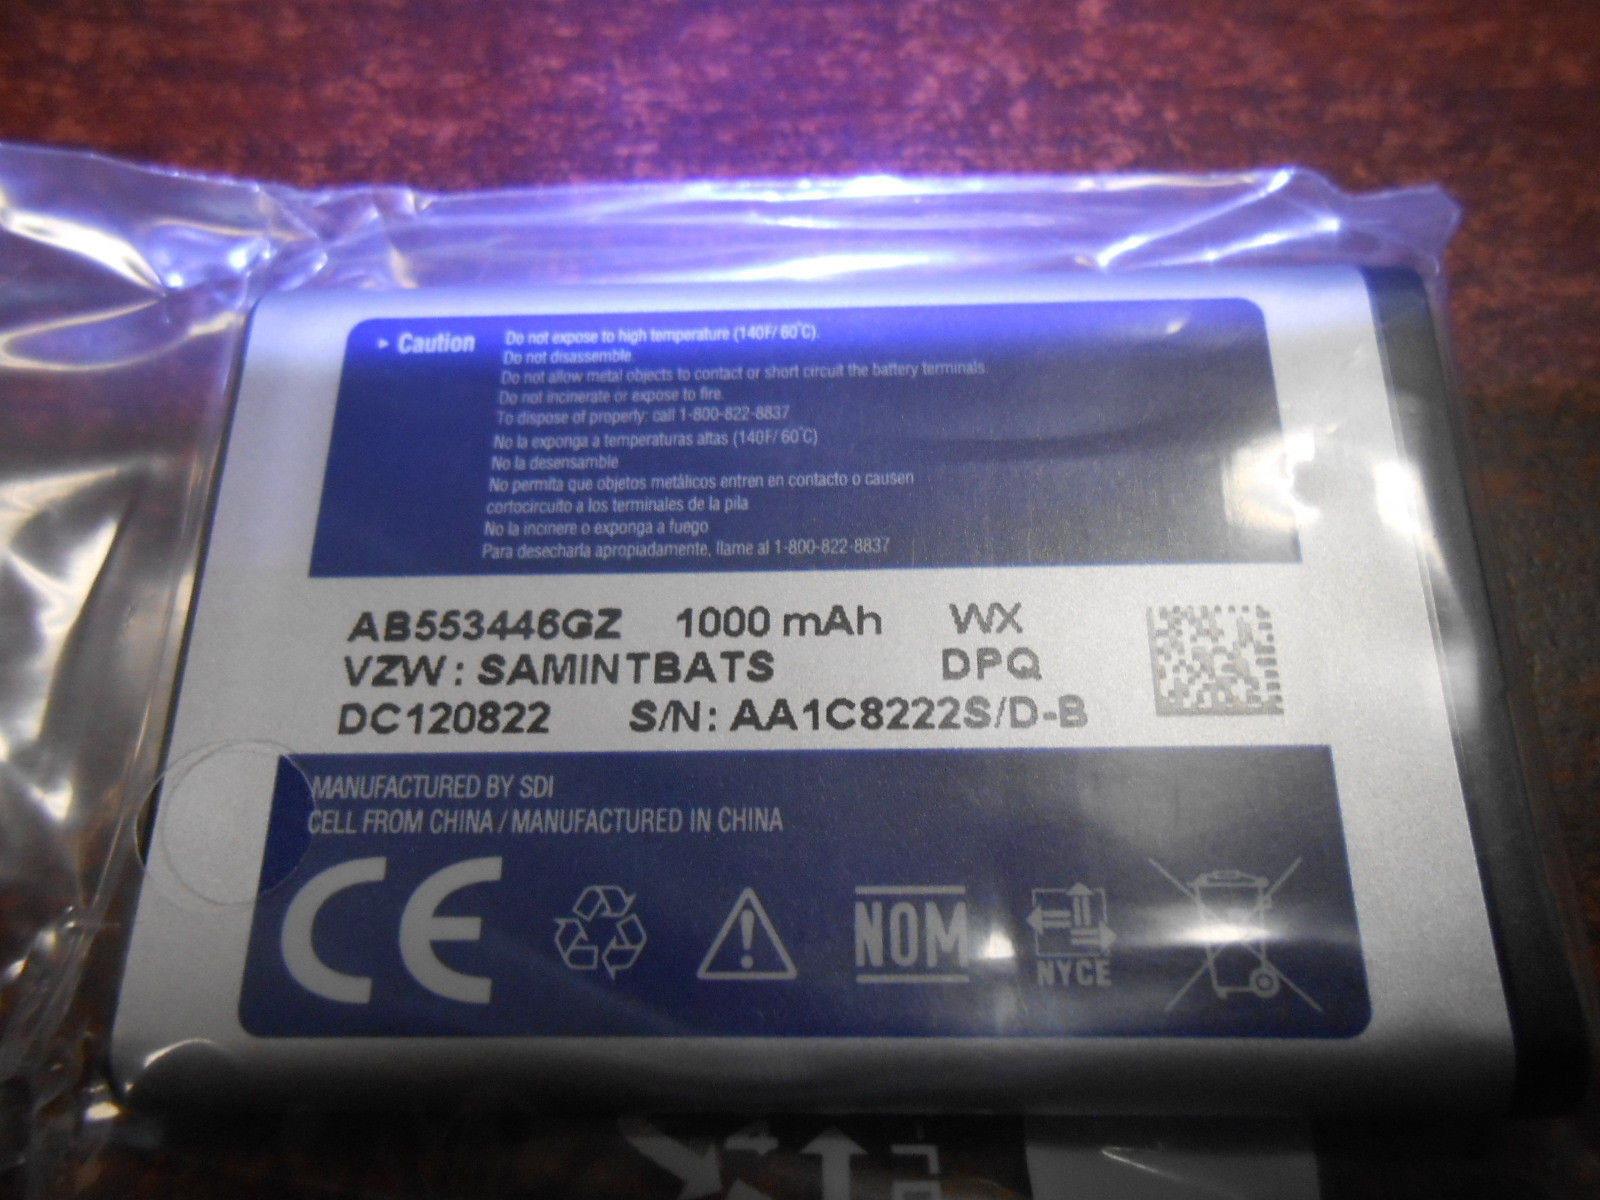 ► Caution Do not expose to high temperature (140F/ 60°C).
Do not disassemble.
Do not allow metal objects to contact or short circuit the battery terminals.
Do not incinerate or expose to fire.
To dispose of properly: call 1-800-822-8837
No la exponga a temperaturas altas (140F/ 60°C)
No la desensamble
No permita que objetos metálicos entren en contacto o causen
cortocircuito a los terminales de la pila
No la incinere o exponga a fuego
Para desecharla apropiadamente, llame al 1-800-822-8837
AB553446GZ 1000 mAh WX
VZW : SAMINTBATS DPQ
DC120822 S/N: AA1C8222S/D-B
MANUFACTURED BY SDI
CELL FROM CHINA / MANUFACTURED IN CHINA
CE NOM NYCE